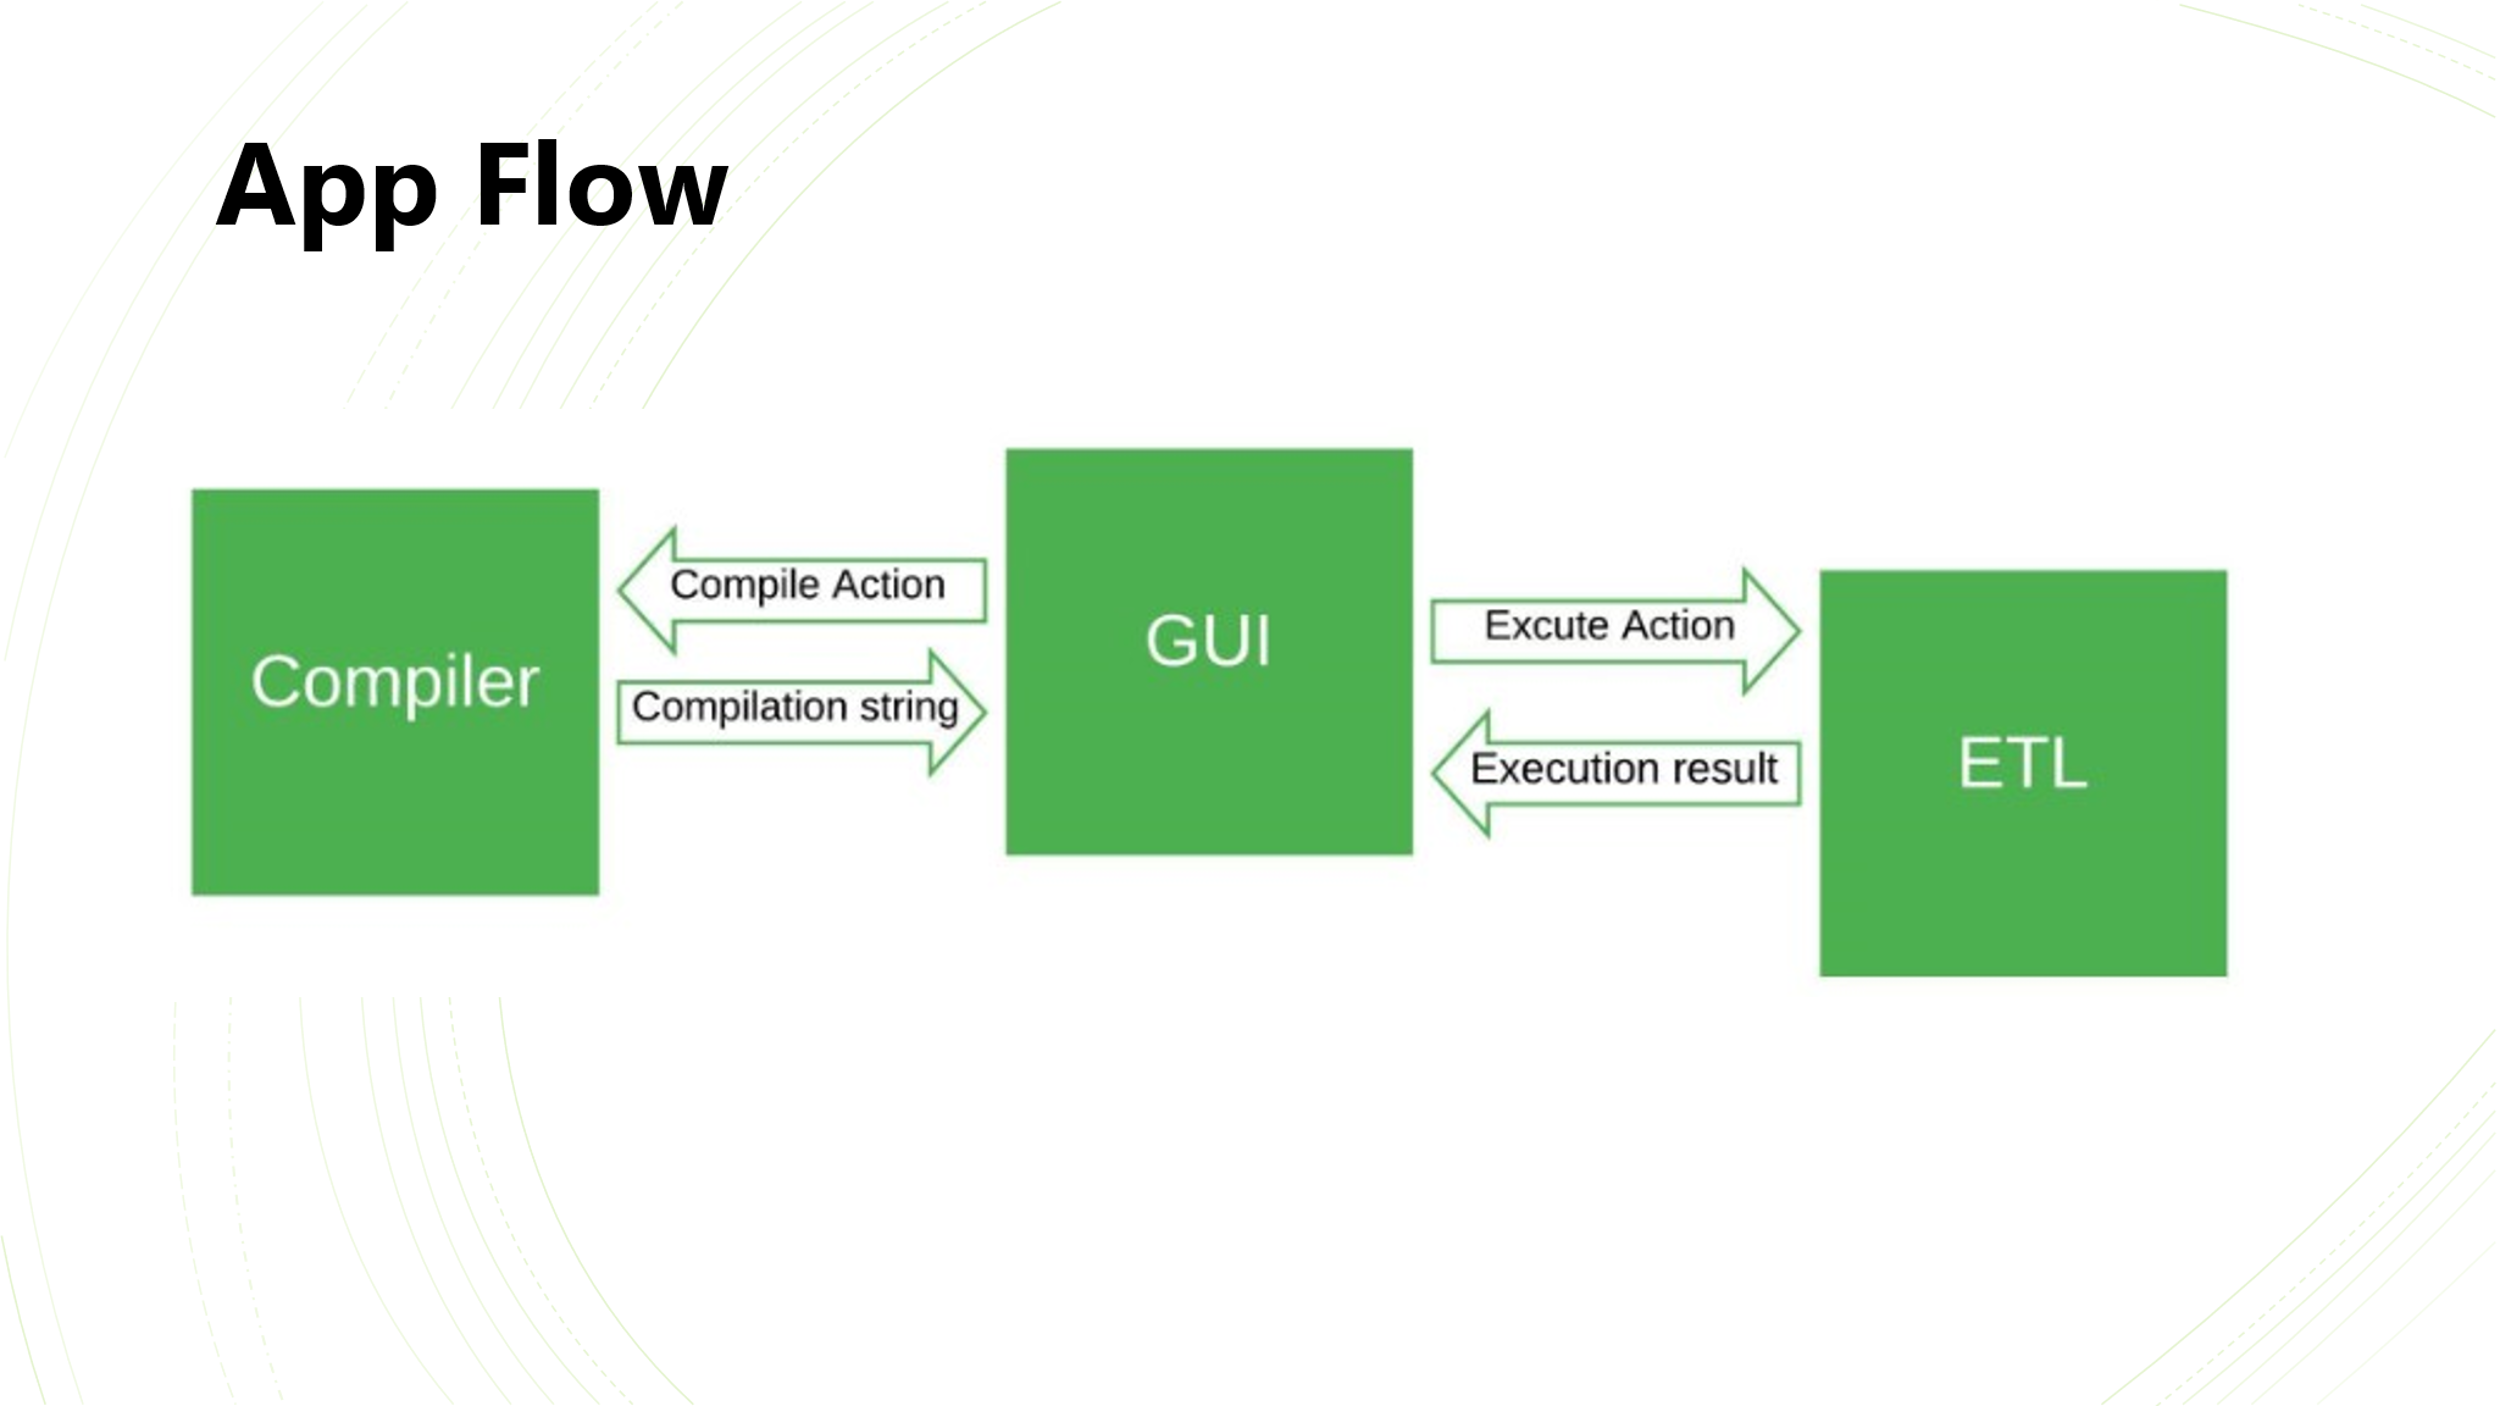 App Flow
Compiler
Compile Action
Compilation string
GUI
Excute Action
Execution result
ETL